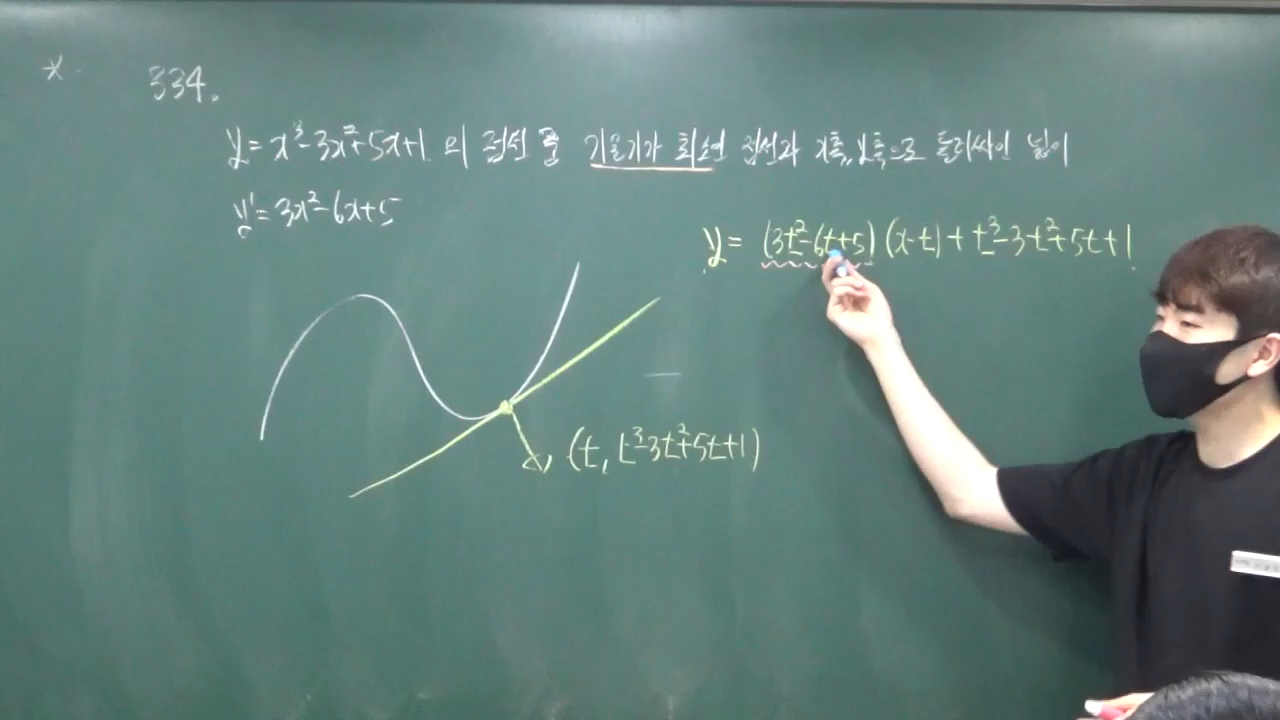 334.
y = x³-3x²+5x+1 의 접선 중 기울기가 최소인 접선과 x축, y축으로 둘러싸인 넓이
y' = 3x²-6x+5
y = (3t²-6t+5)(x-t)+t³-3t²+5t+1
(t, t³-3t²+5t+1)